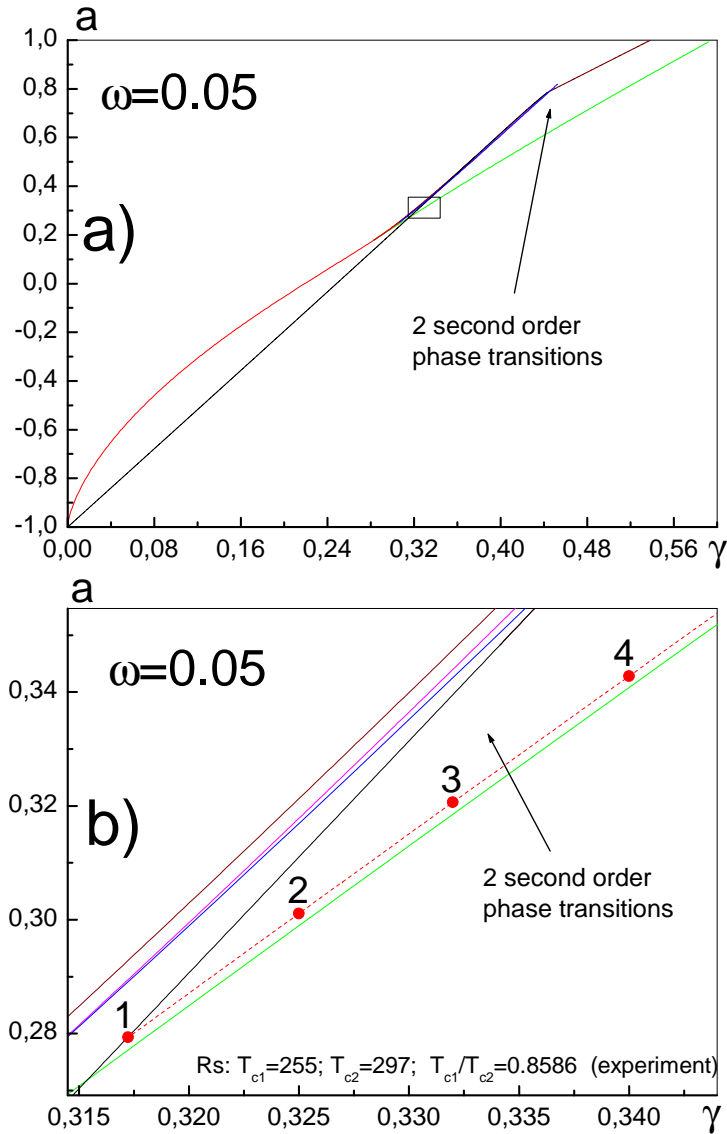 a
1,0
ω=0.05
0,8
0,6
0,4
a)
0,2
0,0
2 second order
phase transitions
-0,2
-0,4
-0,6
-0,8
-1,0
0,00 0,08 0,16 0,24 0,32 0,40 0,48 0,56 γ
a
ω=0.05
4
0,34
3
0,32
b)
2 second order
phase transitions
2
0,30
1
0,28
Rs: T_c1=255; T_c2=297; T_c1/T_c2=0.8586 (experiment)
0,315 0,320 0,325 0,330 0,335 0,340 γ